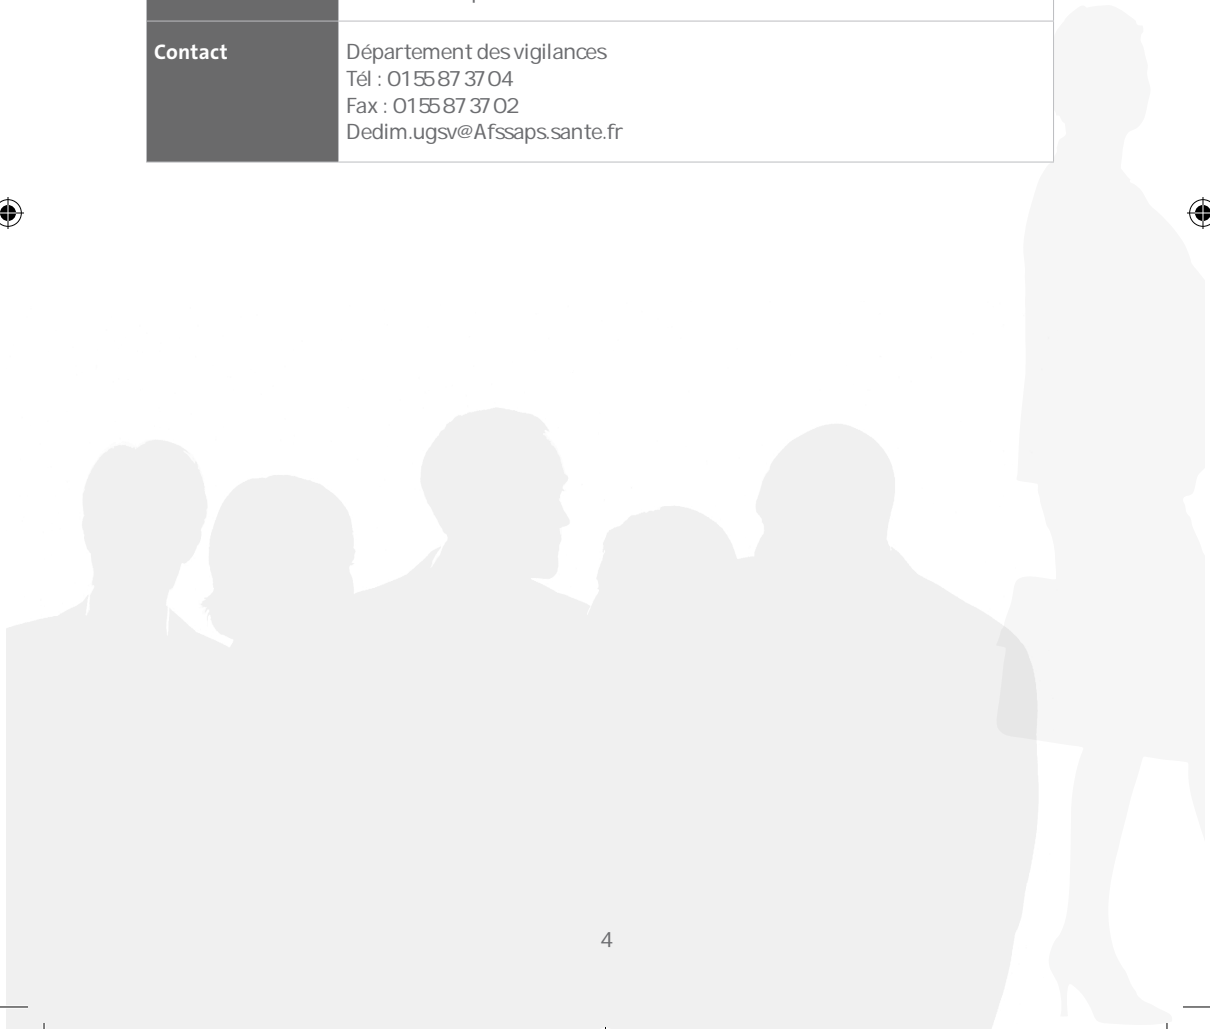 Contact
Département des vigilances
Tél : 01 55 87 37 04
Fax : 01 55 87 37 02
Dedim.ugsv@Afssaps.sante.fr
4